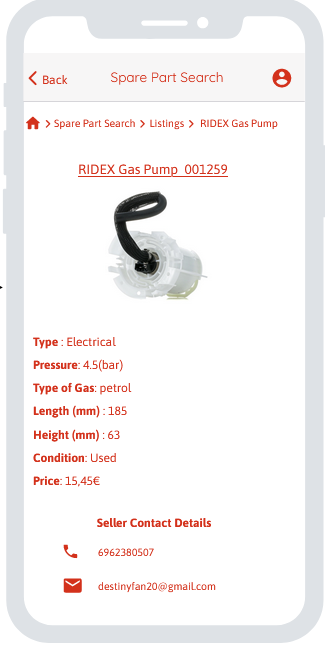 Back Spare Part Search
Spare Part Search Listings RIDEX Gas Pump
RIDEX Gas Pump 001259
Type : Electrical
Pressure: 4.5(bar)
Type of Gas: petrol
Length (mm) : 185
Height (mm) : 63
Condition: Used
Price: 15,45€
Seller Contact Details
6962380507
destinyfan20@gmail.com